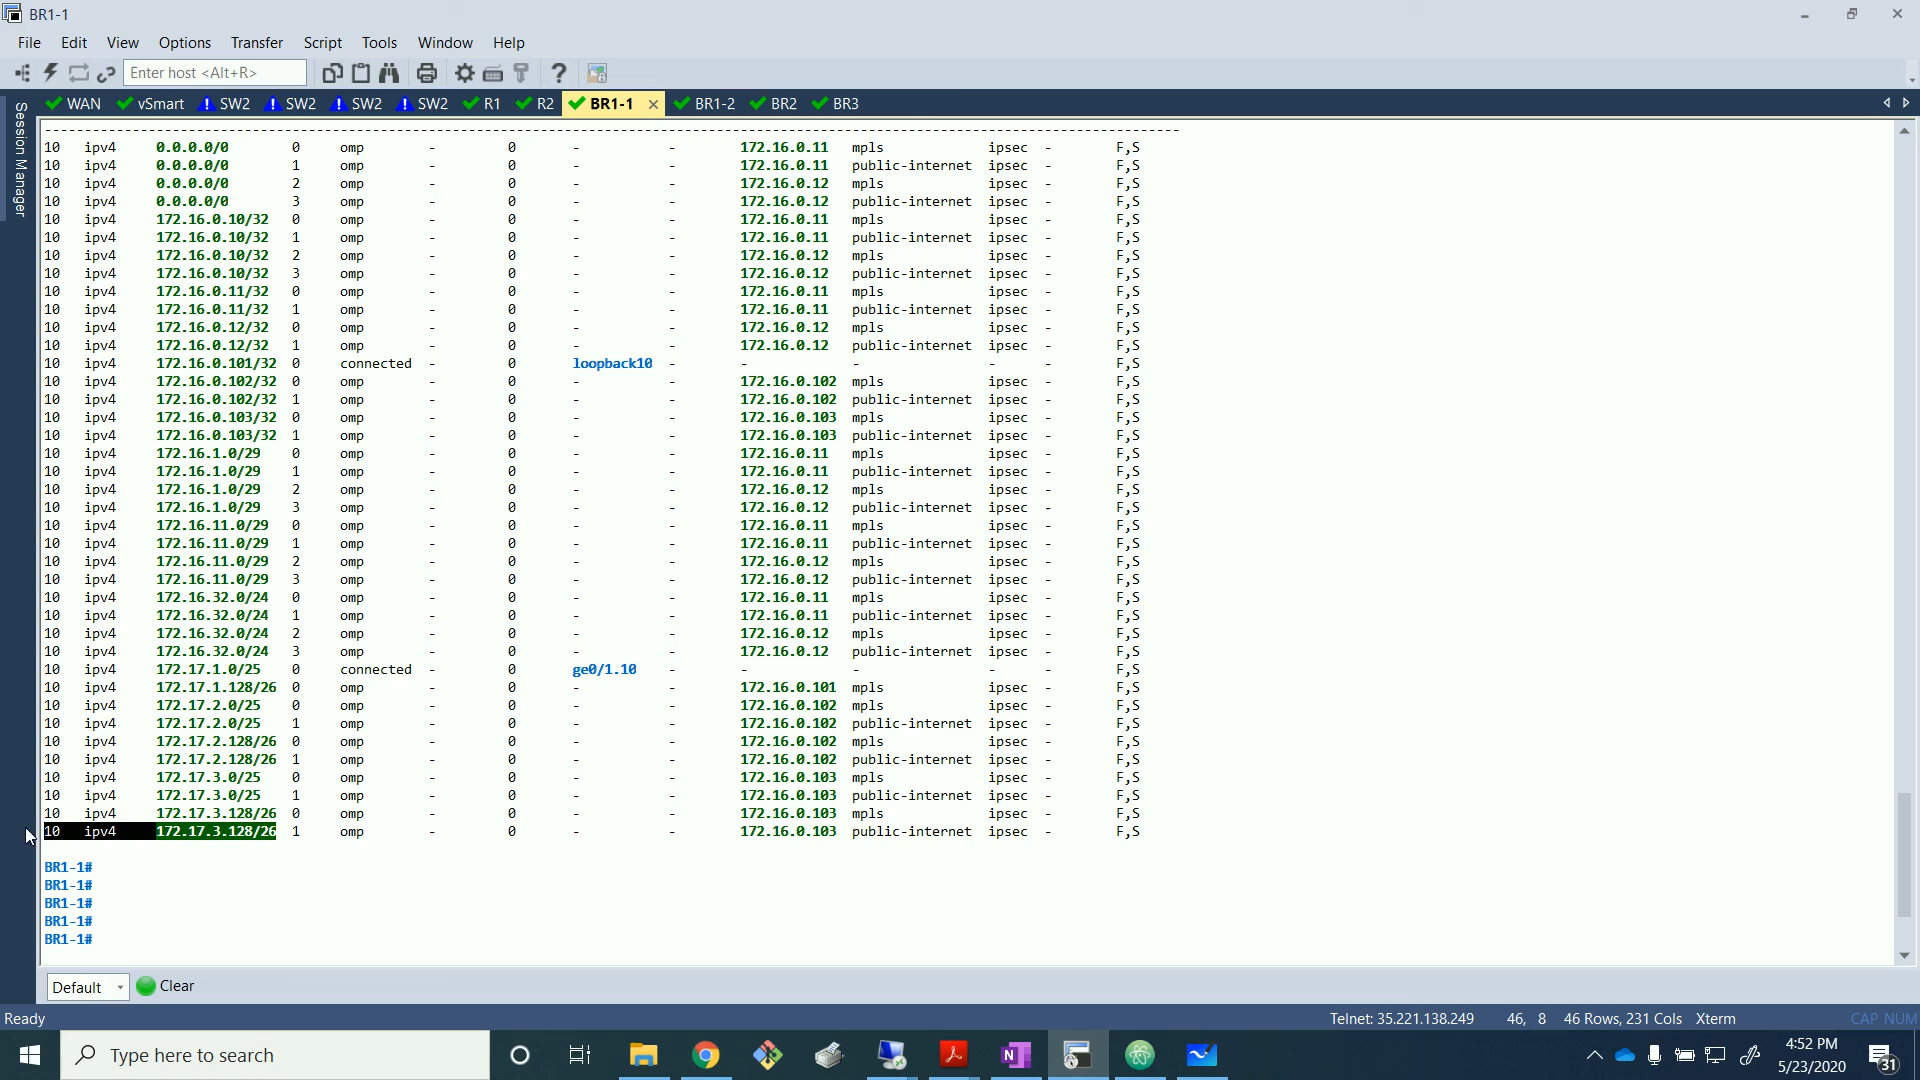 BR1-1
File Edit View Options Transfer Script Tools Window Help
Enter host <Alt+R>
WAN vSmart SW2 SW2 SW2 SW2 R1 R2 BR1-1 BR1-2 BR2 BR3
Session Manager
10 ipv4 0.0.0.0/0 0 omp - 0 - - 172.16.0.11 mpls ipsec - F,S
10 ipv4 0.0.0.0/0 1 omp - 0 - - 172.16.0.11 public-internet ipsec - F,S
10 ipv4 0.0.0.0/0 2 omp - 0 - - 172.16.0.12 mpls ipsec - F,S
10 ipv4 0.0.0.0/0 3 omp - 0 - - 172.16.0.12 public-internet ipsec - F,S
10 ipv4 172.16.0.10/32 0 omp - 0 - - 172.16.0.11 mpls ipsec - F,S
10 ipv4 172.16.0.10/32 1 omp - 0 - - 172.16.0.11 public-internet ipsec - F,S
10 ipv4 172.16.0.10/32 2 omp - 0 - - 172.16.0.12 mpls ipsec - F,S
10 ipv4 172.16.0.10/32 3 omp - 0 - - 172.16.0.12 public-internet ipsec - F,S
10 ipv4 172.16.0.11/32 0 omp - 0 - - 172.16.0.11 mpls ipsec - F,S
10 ipv4 172.16.0.11/32 1 omp - 0 - - 172.16.0.11 public-internet ipsec - F,S
10 ipv4 172.16.0.12/32 0 omp - 0 - - 172.16.0.12 mpls ipsec - F,S
10 ipv4 172.16.0.12/32 1 omp - 0 - - 172.16.0.12 public-internet ipsec - F,S
10 ipv4 172.16.0.101/32 0 connected - 0 loopback10 - - - - - F,S
10 ipv4 172.16.0.102/32 0 omp - 0 - - 172.16.0.102 mpls ipsec - F,S
10 ipv4 172.16.0.102/32 1 omp - 0 - - 172.16.0.102 public-internet ipsec - F,S
10 ipv4 172.16.0.103/32 0 omp - 0 - - 172.16.0.103 mpls ipsec - F,S
10 ipv4 172.16.0.103/32 1 omp - 0 - - 172.16.0.103 public-internet ipsec - F,S
10 ipv4 172.16.1.0/29 0 omp - 0 - - 172.16.0.11 mpls ipsec - F,S
10 ipv4 172.16.1.0/29 1 omp - 0 - - 172.16.0.11 public-internet ipsec - F,S
10 ipv4 172.16.1.0/29 2 omp - 0 - - 172.16.0.12 mpls ipsec - F,S
10 ipv4 172.16.1.0/29 3 omp - 0 - - 172.16.0.12 public-internet ipsec - F,S
10 ipv4 172.16.11.0/29 0 omp - 0 - - 172.16.0.11 mpls ipsec - F,S
10 ipv4 172.16.11.0/29 1 omp - 0 - - 172.16.0.11 public-internet ipsec - F,S
10 ipv4 172.16.11.0/29 2 omp - 0 - - 172.16.0.12 mpls ipsec - F,S
10 ipv4 172.16.11.0/29 3 omp - 0 - - 172.16.0.12 public-internet ipsec - F,S
10 ipv4 172.16.32.0/24 0 omp - 0 - - 172.16.0.11 mpls ipsec - F,S
10 ipv4 172.16.32.0/24 1 omp - 0 - - 172.16.0.11 public-internet ipsec - F,S
10 ipv4 172.16.32.0/24 2 omp - 0 - - 172.16.0.12 mpls ipsec - F,S
10 ipv4 172.16.32.0/24 3 omp - 0 - - 172.16.0.12 public-internet ipsec - F,S
10 ipv4 172.17.1.0/25 0 connected - 0 ge0/1.10 - - - - - F,S
10 ipv4 172.17.1.128/26 0 omp - 0 - - 172.16.0.101 mpls ipsec - F,S
10 ipv4 172.17.2.0/25 0 omp - 0 - - 172.16.0.102 mpls ipsec - F,S
10 ipv4 172.17.2.0/25 1 omp - 0 - - 172.16.0.102 public-internet ipsec - F,S
10 ipv4 172.17.2.128/26 0 omp - 0 - - 172.16.0.102 mpls ipsec - F,S
10 ipv4 172.17.2.128/26 1 omp - 0 - - 172.16.0.102 public-internet ipsec - F,S
10 ipv4 172.17.3.0/25 0 omp - 0 - - 172.16.0.103 mpls ipsec - F,S
10 ipv4 172.17.3.0/25 1 omp - 0 - - 172.16.0.103 public-internet ipsec - F,S
10 ipv4 172.17.3.128/26 0 omp - 0 - - 172.16.0.103 mpls ipsec - F,S
10 ipv4 172.17.3.128/26 1 omp - 0 - - 172.16.0.103 public-internet ipsec - F,S
BR1-1#
BR1-1#
BR1-1#
BR1-1#
BR1-1#
Default Clear
Ready Telnet: 35.221.138.249 46, 8 46 Rows, 231 Cols Xterm CAP NUM
Type here to search
4:52 PM
5/23/2020
31